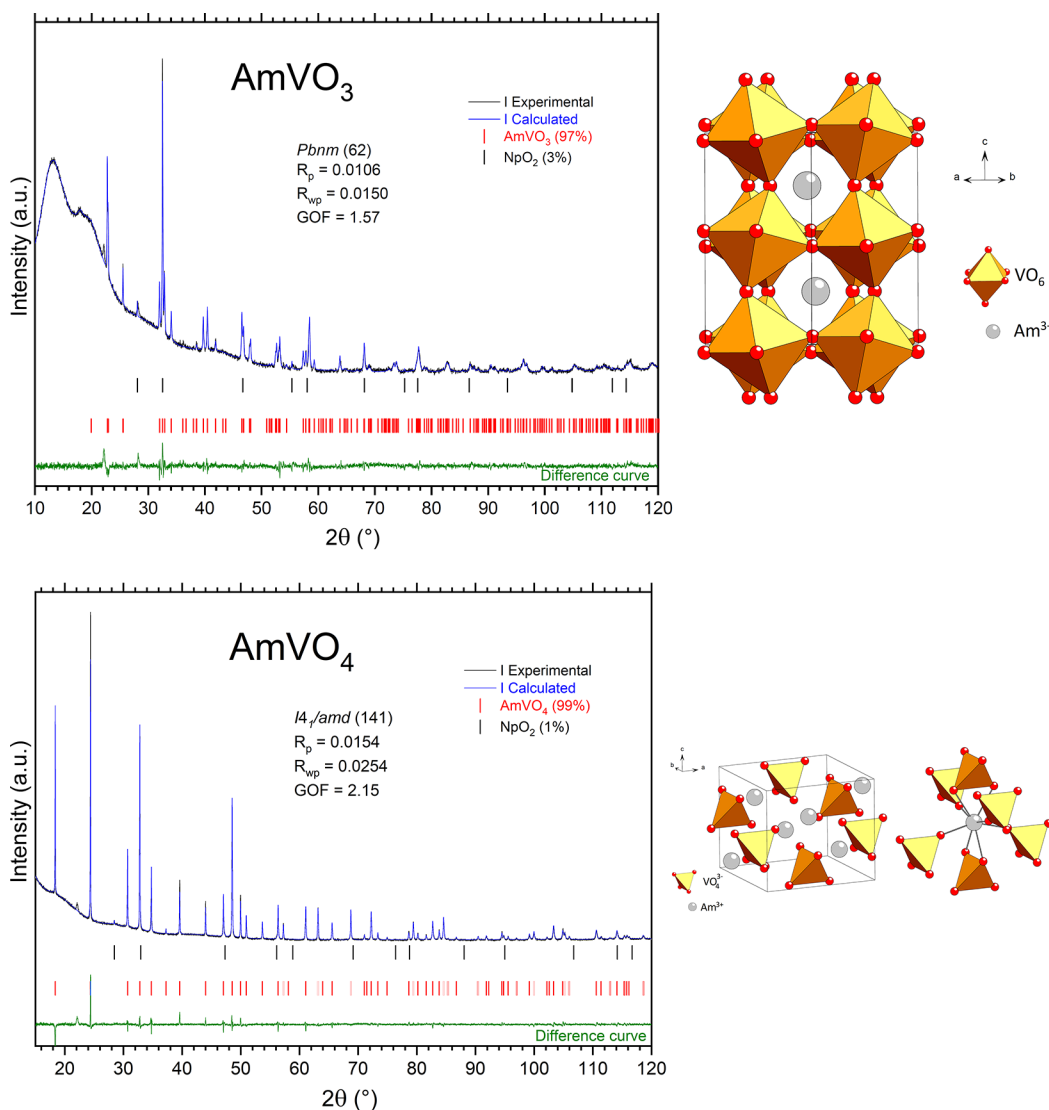 AmVO₃
I Experimental
I Calculated
AmVO₃ (97%)
NpO₂ (3%)
Pbnm (62)
Rₚ = 0.0106
R_wp = 0.0150
GOF = 1.57
Difference curve
Intensity (a.u.)
10 20 30 40 50 60 70 80 90 100 110 120
2θ (°)
c
a b
VO₆
Am³⁺
AmVO₄
I Experimental
I Calculated
AmVO₄ (99%)
NpO₂ (1%)
I4₁/amd (141)
Rₚ = 0.0154
R_wp = 0.0254
GOF = 2.15
Difference curve
Intensity (a.u.)
20 30 40 50 60 70 80 90 100 110 120
2θ (°)
c
b a
VO₄³⁻
Am³⁺